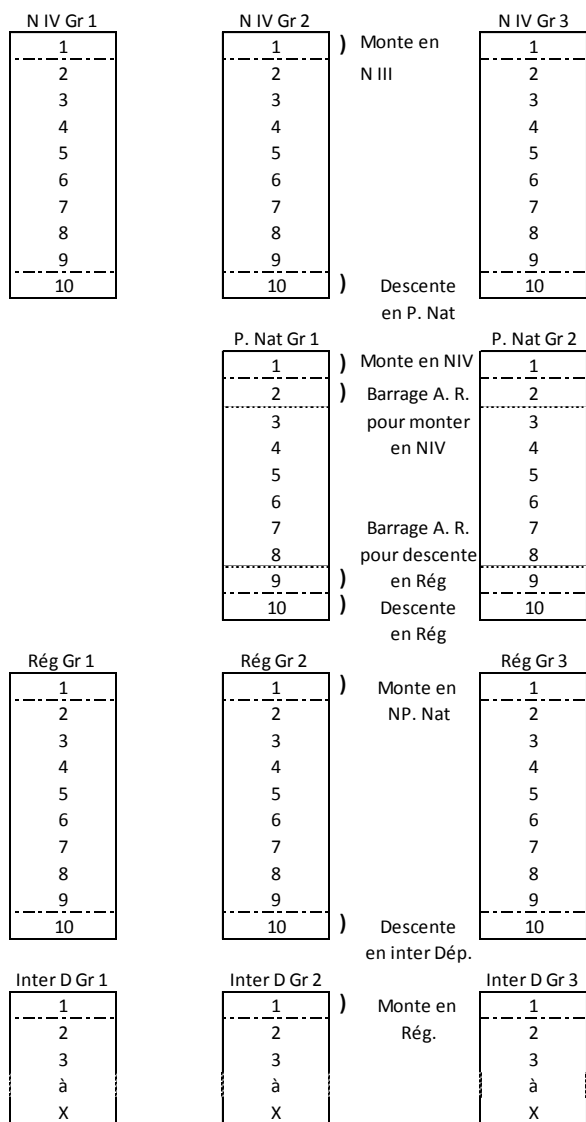 N IV Gr 1 N IV Gr 2 N IV Gr 3
1 1 ) Monte en 1
2 2 N III 2
3 3 3
4 4 4
5 5 5
6 6 6
7 7 7
8 8 8
9 9 9
10 10 ) Descente 10
en P. Nat
P. Nat Gr 1 P. Nat Gr 2
1 ) Monte en NIV 1
2 ) Barrage A. R. 2
3 pour monter 3
4 en NIV 4
5 5
6 6
7 Barrage A. R. 7
8 pour descente 8
9 ) en Rég 9
10 ) Descente 10
en Rég
Rég Gr 1 Rég Gr 2 Rég Gr 3
1 1 ) Monte en 1
2 2 NP. Nat 2
3 3 3
4 4 4
5 5 5
6 6 6
7 7 7
8 8 8
9 9 9
10 10 ) Descente 10
en inter Dép.
Inter D Gr 1 Inter D Gr 2 Inter D Gr 3
1 1 ) Monte en 1
2 2 Rég. 2
3 3 3
à à à
X X X